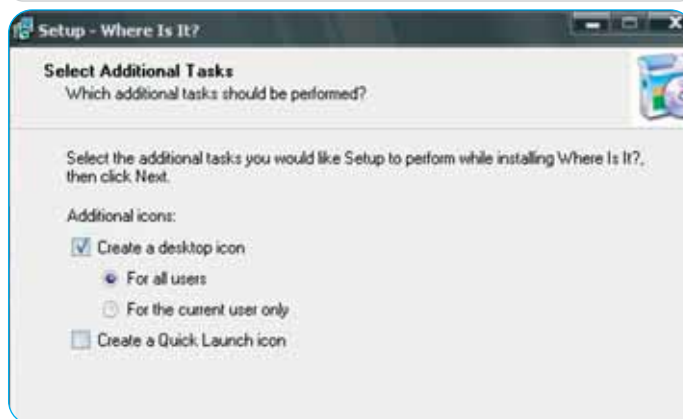 Setup - Where Is It?
Select Additional Tasks
Which additional tasks should be performed?
Select the additional tasks you would like Setup to perform while installing Where Is It?,
then click Next.
Additional icons:
Create a desktop icon
For all users
For the current user only
Create a Quick Launch icon